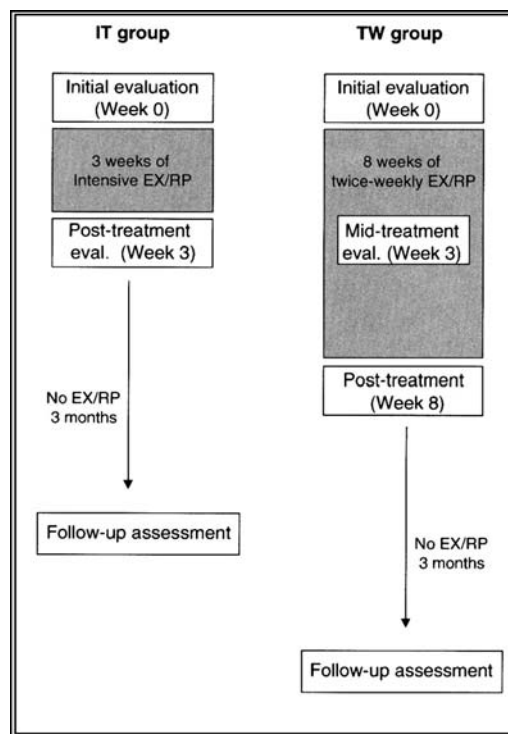 IT group
Initial evaluation
(Week 0)
3 weeks of
Intensive EX/RP
Post-treatment
eval. (Week 3)
No EX/RP
3 months
Follow-up assessment
TW group
Initial evaluation
(Week 0)
8 weeks of
twice-weekly EX/RP
Mid-treatment
eval. (Week 3)
Post-treatment
(Week 8)
No EX/RP
3 months
Follow-up assessment